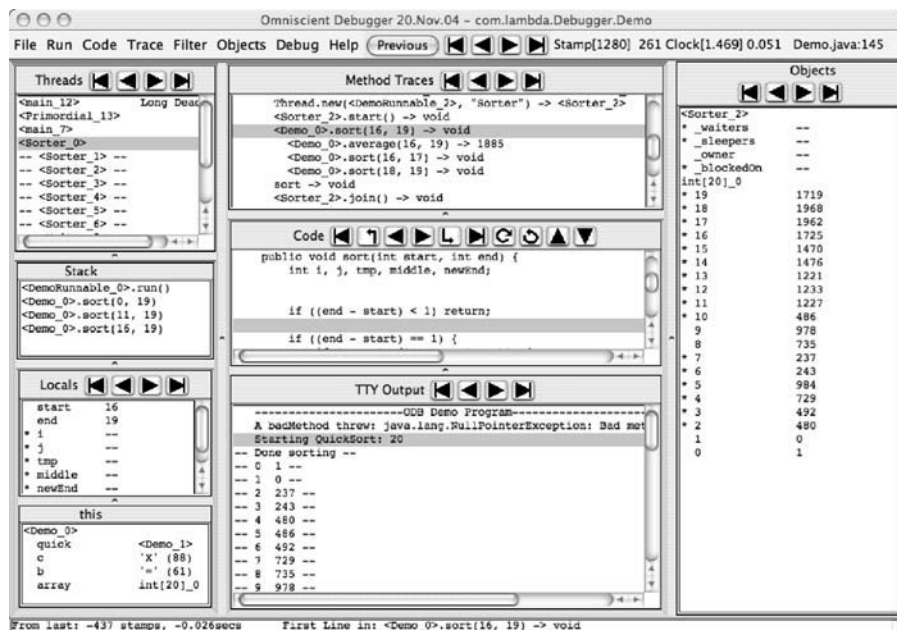 Omniscient Debugger 20.Nov.04 - com.lambda.Debugger.Demo
File Run Code Trace Filter Objects Debug Help Previous Stamp[1280] 261 Clock[1.469] 0.051 Demo.java:145
Threads
<main_12> Long Dead
<Primordial_13>
<main_7>
<Sorter_0>
-- <Sorter_1> --
-- <Sorter_2> --
-- <Sorter_3> --
-- <Sorter_4> --
-- <Sorter_5> --
-- <Sorter_6> --
Stack
<DemoRunnable_0>.run()
<Demo_0>.sort(0, 19)
<Demo_0>.sort(11, 19)
<Demo_0>.sort(16, 19)
Locals
start 16
end 19
* i --
* j --
* tmp --
* middle --
* newEnd --
this
<Demo_0>
quick <Demo_1>
c 'X' (88)
b '=' (61)
array int[20]_0
Method Traces
Thread.new(<DemoRunnable_2>, "Sorter") -> <Sorter_2>
<Sorter_2>.start() -> void
<Demo_0>.sort(16, 19) -> void
<Demo_0>.average(16, 19) -> 1885
<Demo_0>.sort(16, 17) -> void
<Demo_0>.sort(18, 19) -> void
sort -> void
<Sorter_2>.join() -> void
Code
public void sort(int start, int end) {
int i, j, tmp, middle, newEnd;
if ((end - start) < 1) return;
if ((end - start) == 1) {
TTY Output
----------------------ODB Demo Program---------------------
A badMethod threw: java.lang.NullPointerException: Bad met
Starting QuickSort: 20
-- Done sorting --
-- 0 1 --
-- 1 0 --
-- 2 237 --
-- 3 243 --
-- 4 480 --
-- 5 486 --
-- 6 492 --
-- 7 729 --
-- 8 735 --
-- 9 978 --
Objects
<Sorter_2>
* _waiters --
* _sleepers --
_owner --
* _blockedOn --
int[20]_0
* 19 1719
* 18 1968
* 17 1962
* 16 1725
* 15 1470
* 14 1476
* 13 1221
* 12 1233
* 11 1227
* 10 486
9 978
8 735
* 7 237
* 6 243
* 5 984
* 4 729
* 3 492
* 2 480
1 0
0 1
From last: -437 stamps, -0.026secs First Line in: <Demo_0>.sort(16, 19) -> void